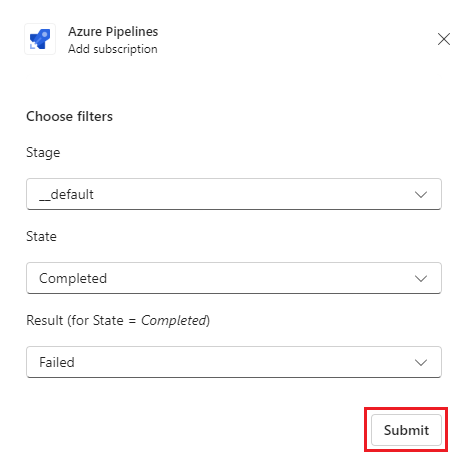 Azure Pipelines
Add subscription
Choose filters
Stage
__default
State
Completed
Result (for State = Completed)
Failed
Submit